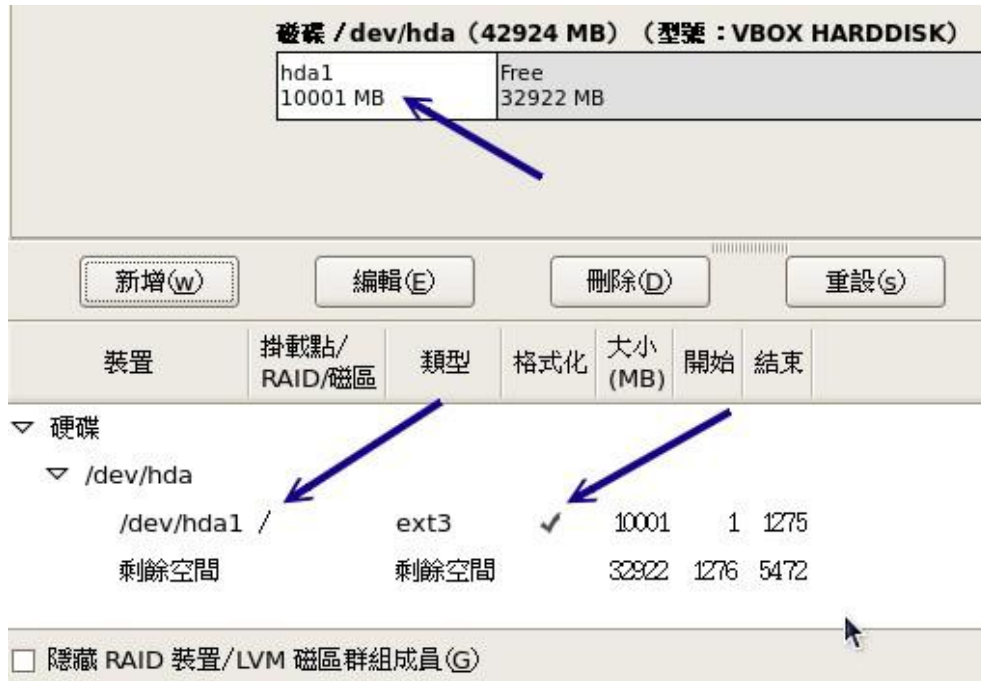 磁碟 /dev/hda（42924 MB）（型號：VBOX HARDDISK）
hda1
10001 MB
Free
32922 MB
新增(w) 編輯(E) 刪除(D) 重設(s)
裝置 掛載點/ RAID/磁區 類型 格式化 大小 (MB) 開始 結束
硬碟
/dev/hda
/dev/hda1 / ext3 ✓ 10001 1 1275
剩餘空間 剩餘空間 32922 1276 5472
隱藏 RAID 裝置/LVM 磁區群組成員(G)